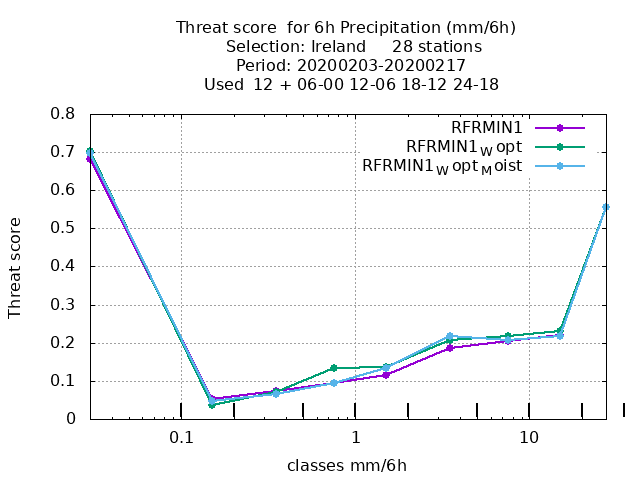 Threat score  for 6h Precipitation (mm/6h)
Selection: Ireland     28 stations
Period: 20200203-20200217
Used  12 + 06-00 12-06 18-12 24-18
RFRMIN1
RFRMIN1_Wopt
RFRMIN1_Wopt_Moist
0.8
0.7
0.6
0.5
0.4
0.3
0.2
0.1
0
Threat score
0.1
1
10
classes mm/6h